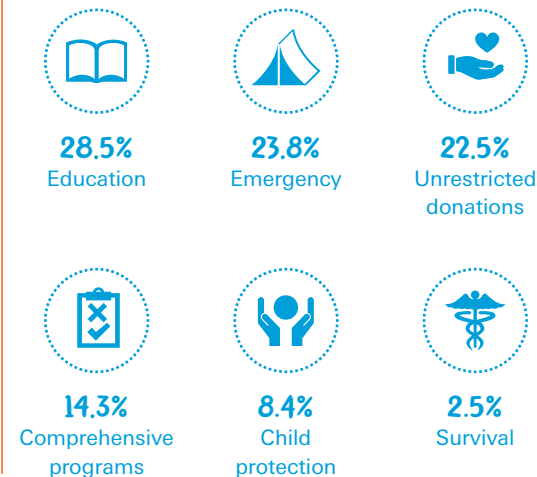 28.5%
Education
23.8%
Emergency
22.5%
Unrestricted
donations
14.3%
Comprehensive
programs
8.4%
Child
protection
2.5%
Survival